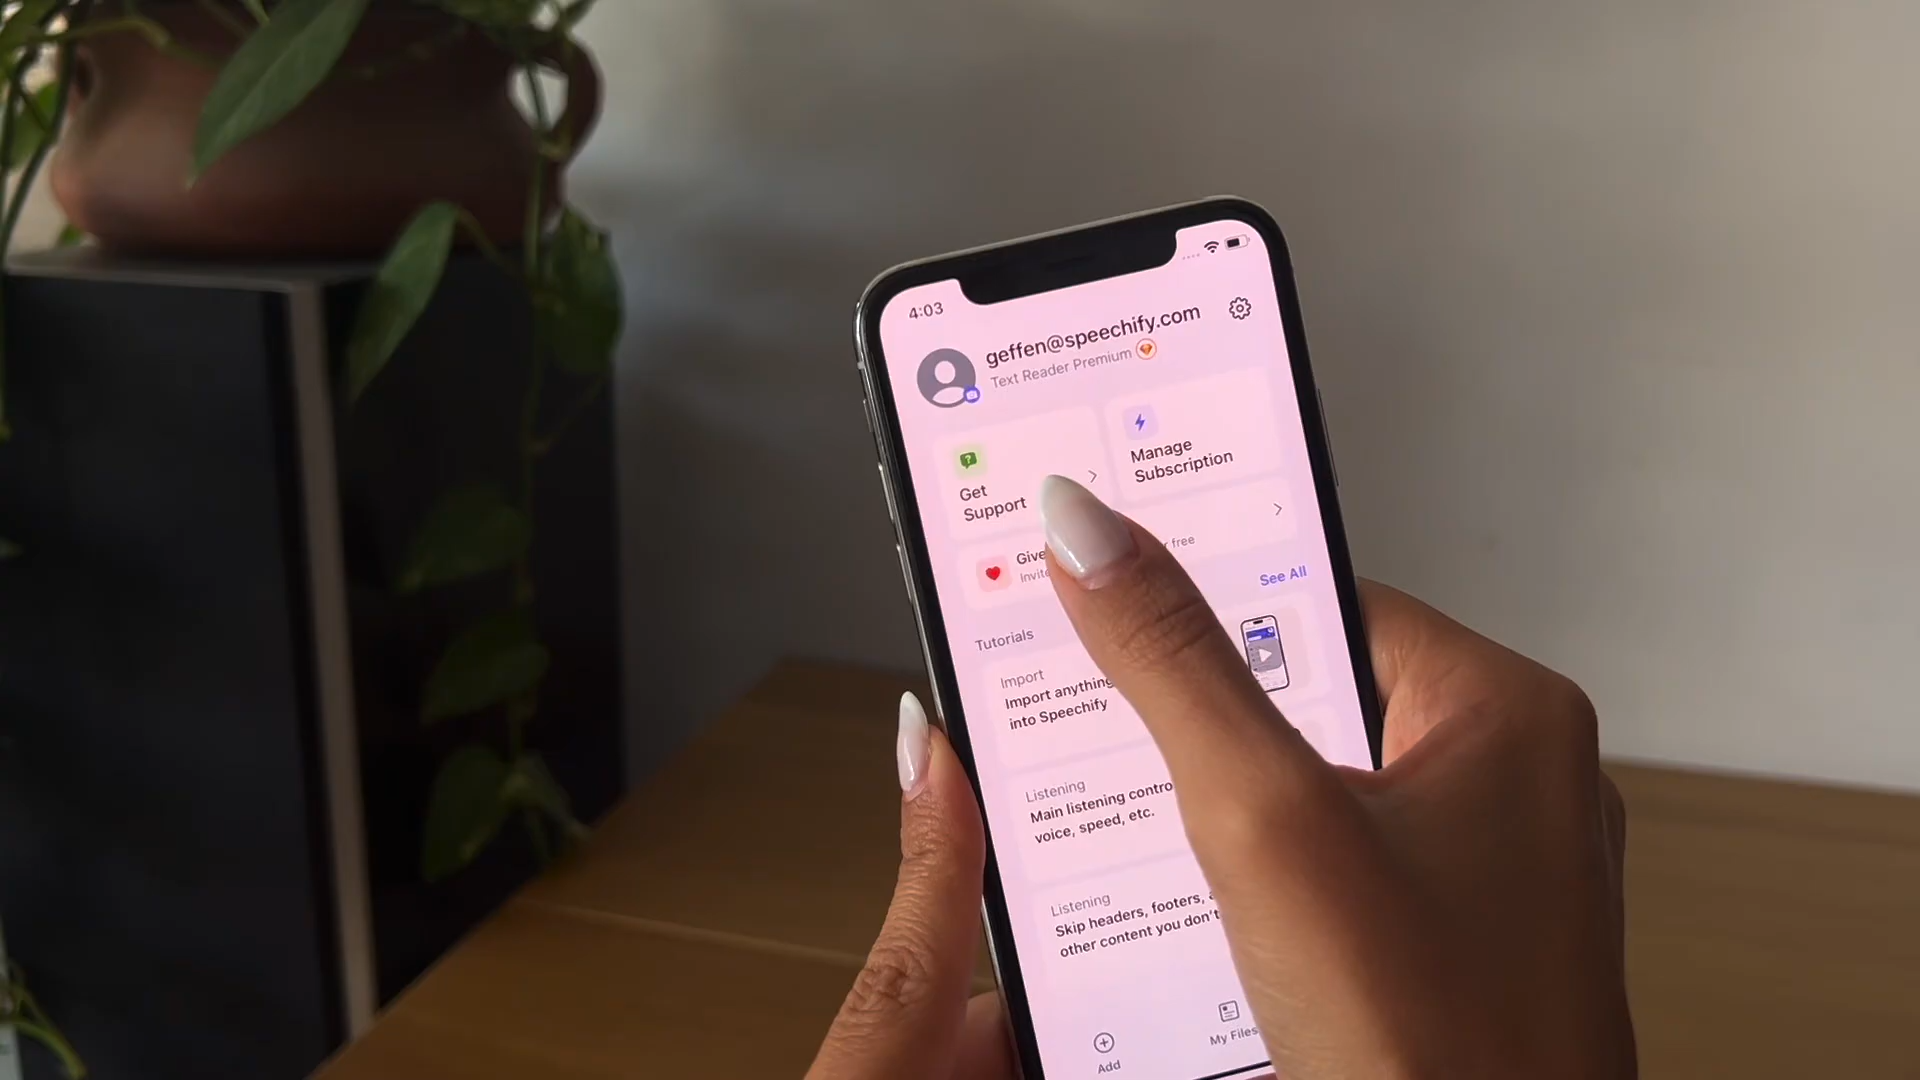 4:03
geffen@speechify.com
Text Reader Premium
Get
Support
Manage
Subscription
Give
Invite
free
See All
Tutorials
Import
Import anything
into Speechify
Listening
Main listening
voice, speed, etc.
Listening
Skip headers, footers,
other content you don't
Add
My Files